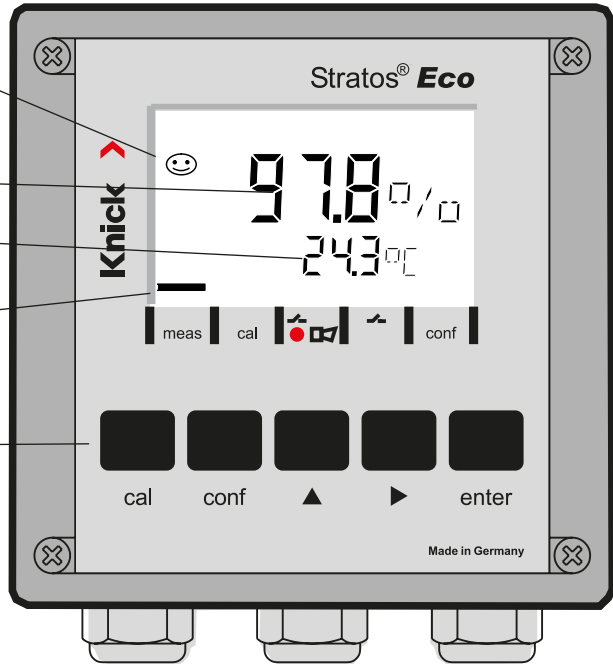 Stratos® Eco
Knick
97.8%
24.3°C
meas cal conf
cal conf ▲ ▶ enter
Made in Germany